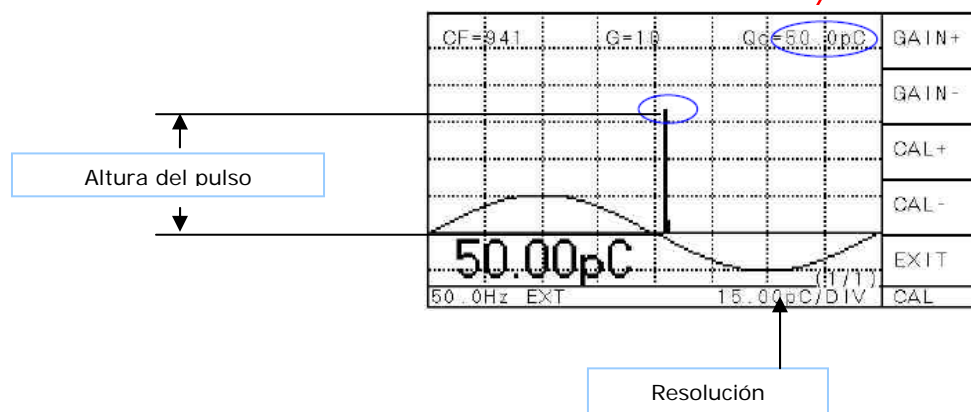 CF=941 G=10 Qc=50.0pC GAIN+
GAIN-
CAL+
Altura del pulso
CAL-
50.00pC
EXIT
(1/1)
50.0Hz EXT 15.00pC/DIV CAL
Resolución